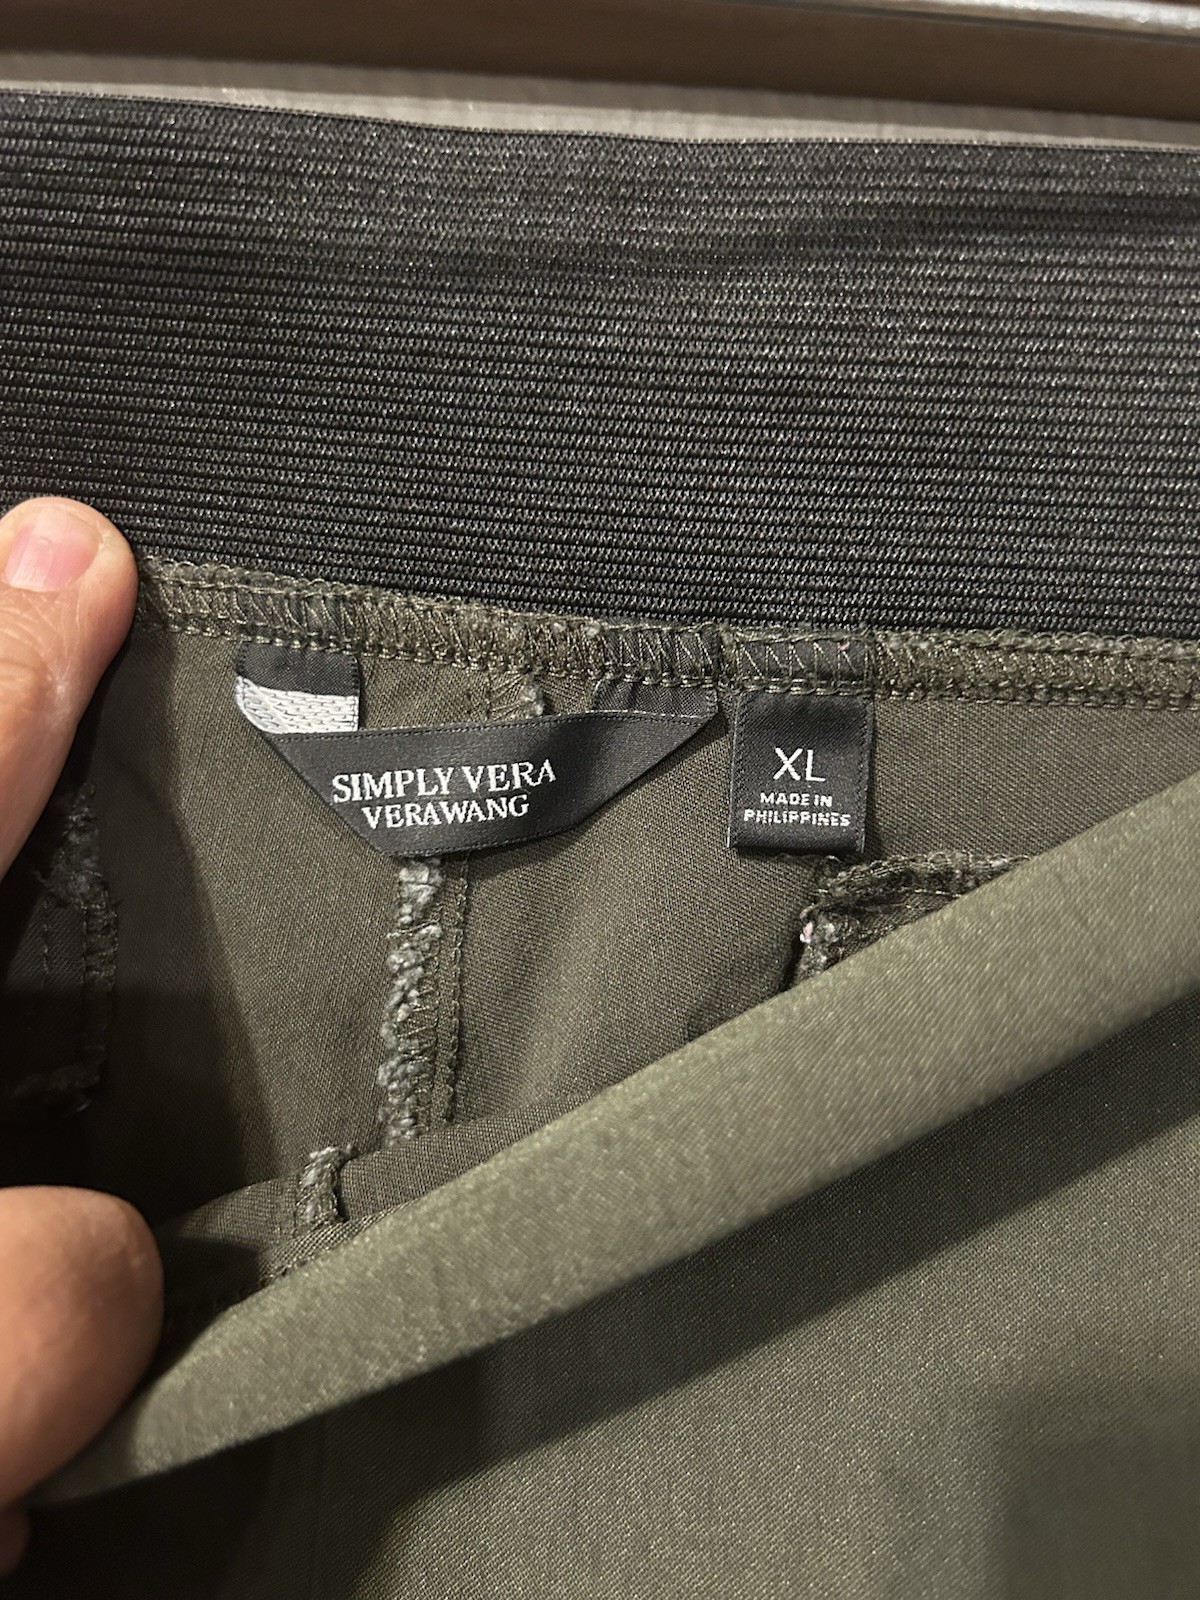 SIMPLY VERA
VERAWANG
XL
MADE IN
PHILIPPINES